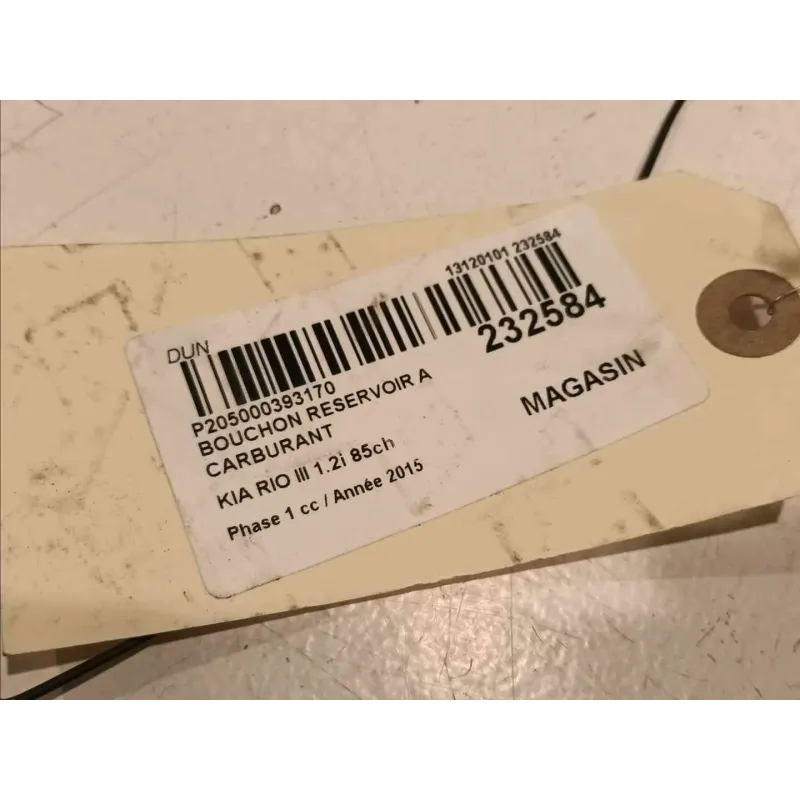 DUN
13120101 232584
232584
P205000393170
BOUCHON RESERVOIR A
CARBURANT
MAGASIN
KIA RIO III 1.2i 85ch
Phase 1 cc / Année 2015